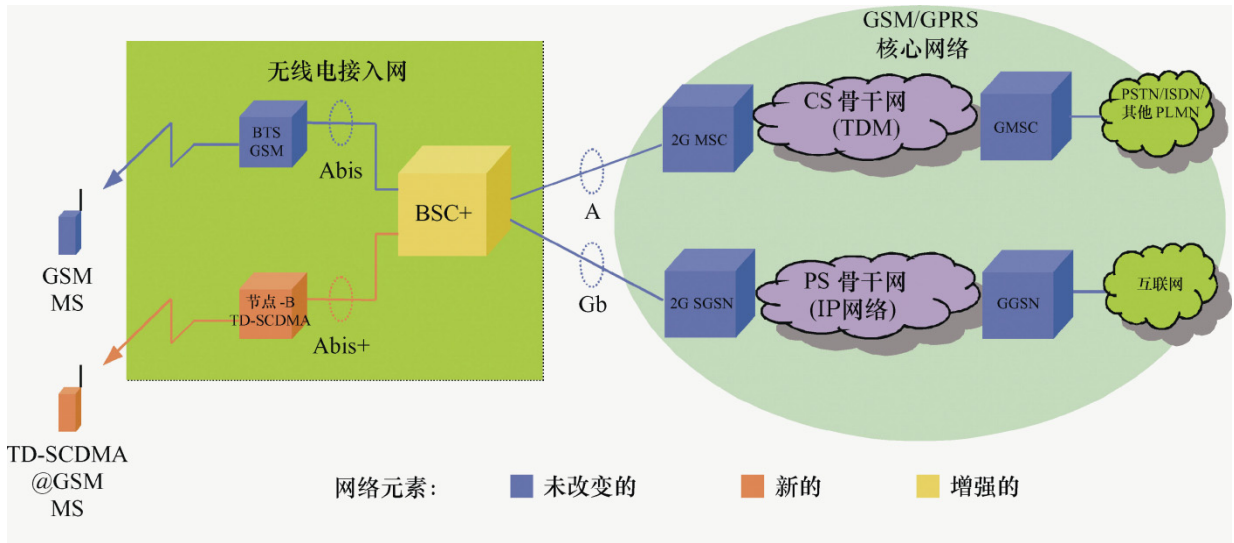 GSM/GPRS
核心网络
无线电接入网
BTS
GSM
Abis
BSC+
节点 -B
TD-SCDMA
Abis+
GSM
MS
TD-SCDMA
@GSM
MS
A
Gb
2G MSC
CS 骨干网
(TDM)
GMSC
PSTN/ISDN/
其他 PLMN
2G SGSN
PS 骨干网
(IP网络)
GGSN
互联网
网络元素:
未改变的
新的
增强的